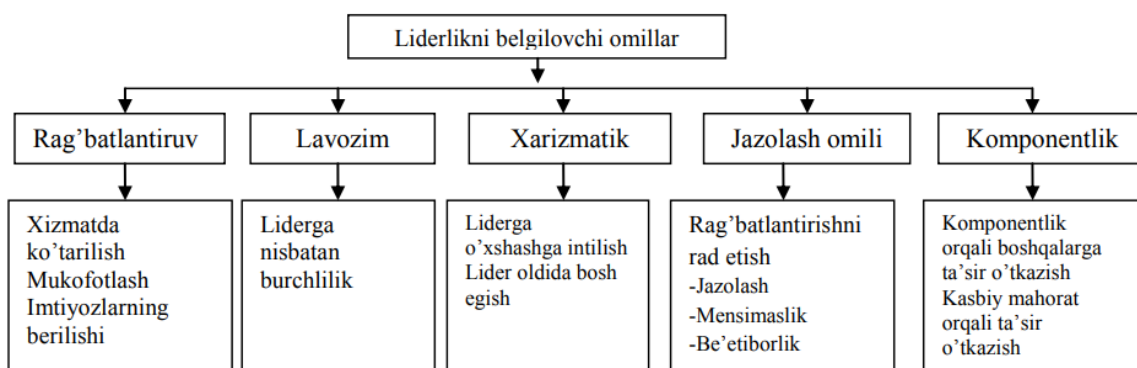 Liderlikni belgilovchi omillar
Rag’batlantiruv
Lavozim
Xarizmatik
Jazolash omili
Komponentlik
Xizmatda
ko’tarilish
Mukofotlash
Imtiyozlarning
berilishi
Liderga
nisbatan
burchlilik
Liderga
o’xshashga intilish
Lider oldida bosh
egish
Rag’batlantirishni
rad etish
-Jazolash
-Mensimaslik
-Be’etiborlik
Komponentlik
orqali boshqalarga
ta’sir o’tkazish
Kasbiy mahorat
orqali ta’sir
o’tkazish